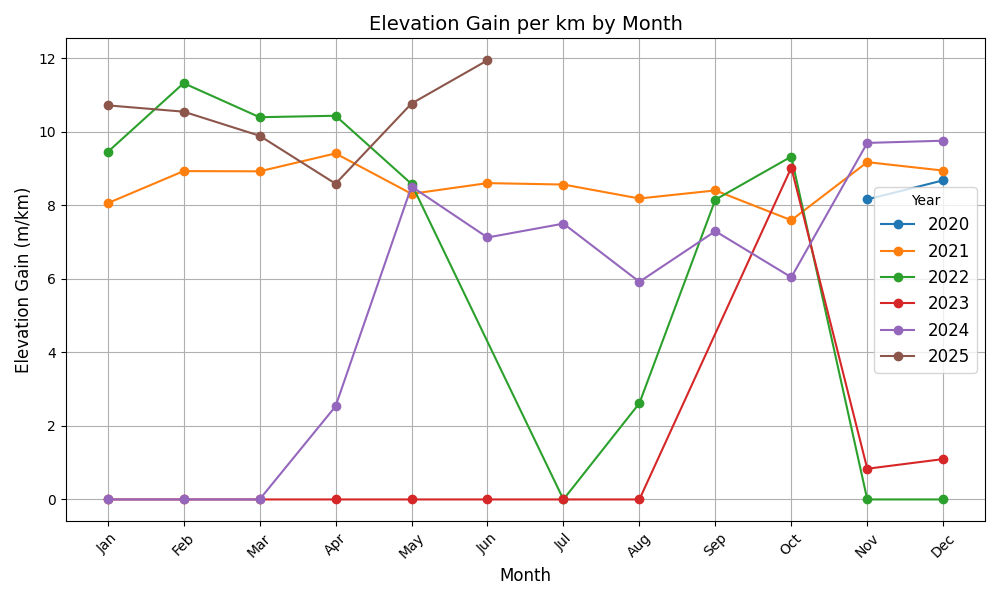 Elevation Gain per km by Month
Elevation Gain (m/km)
12
10
8
6
4
2
0
Jan
Feb
Mar
Apr
May
Jun
Jul
Aug
Sep
Oct
Nov
Dec
Month
Year
2020
2021
2022
2023
2024
2025